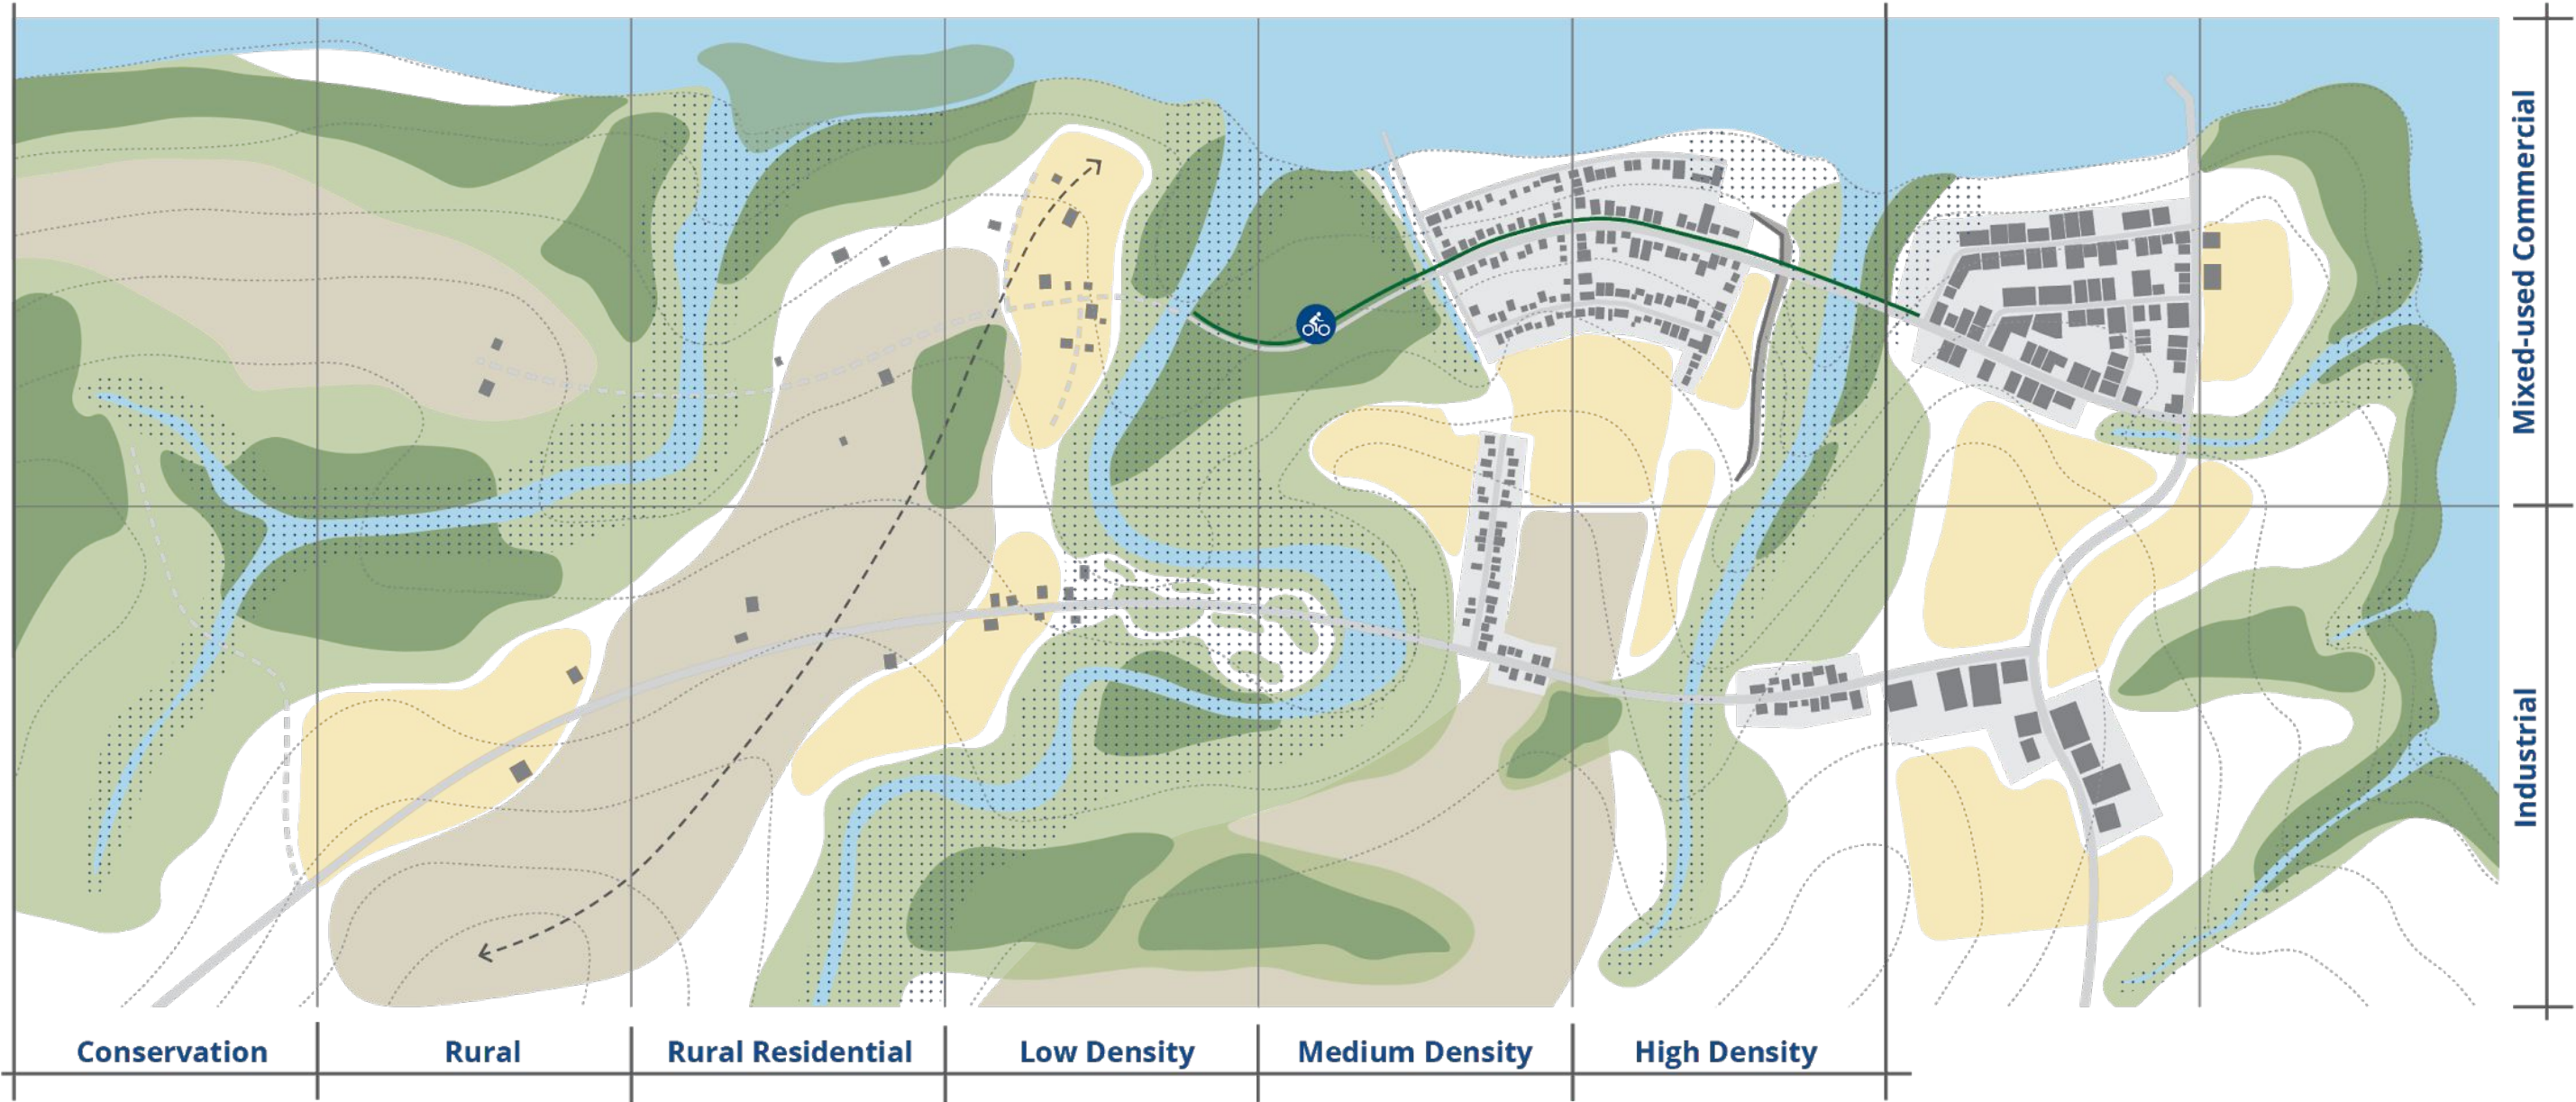 Mixed-used Commercial
Industrial
Conservation
Rural
Rural Residential
Low Density
Medium Density
High Density